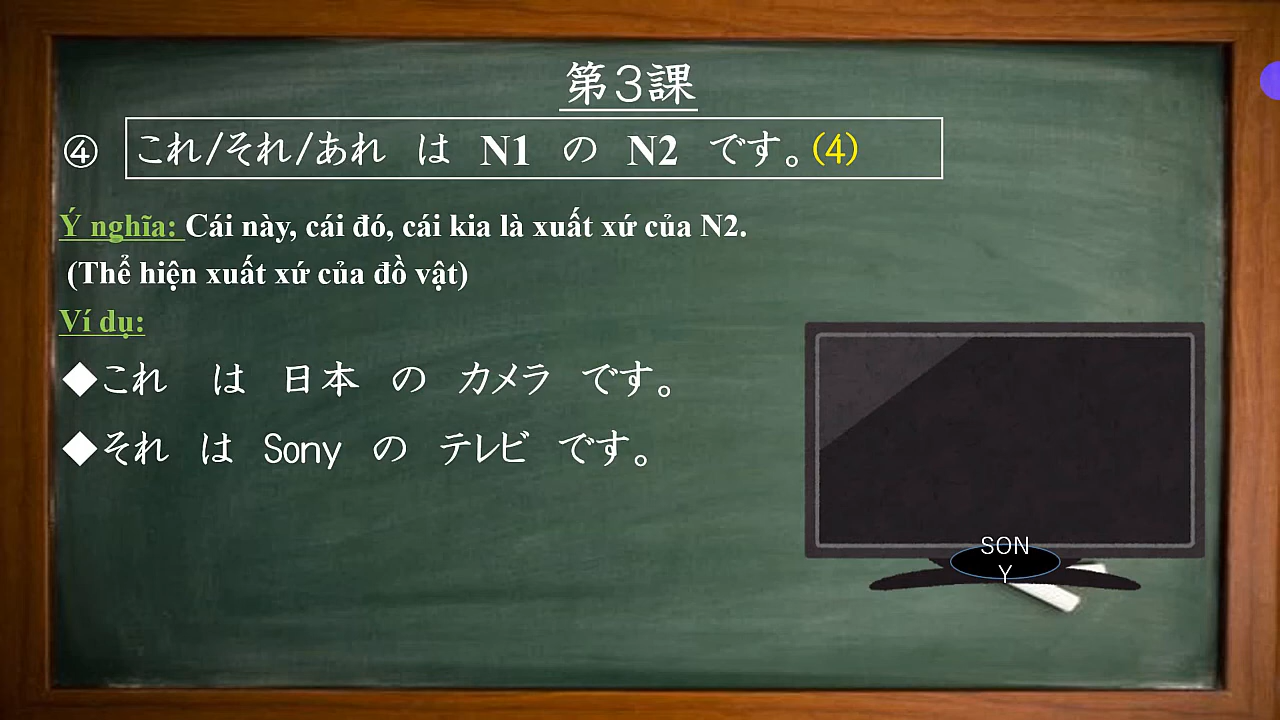 第3課
④ これ/それ/あれ は N1 の N2 です。(4)
Ý nghĩa: Cái này, cái đó, cái kia là xuất xứ của N2.
(Thể hiện xuất xứ của đồ vật)
Ví dụ:
◆これ は 日本 の カメラ です。
◆それ は Sony の テレビ です。
SON
Y